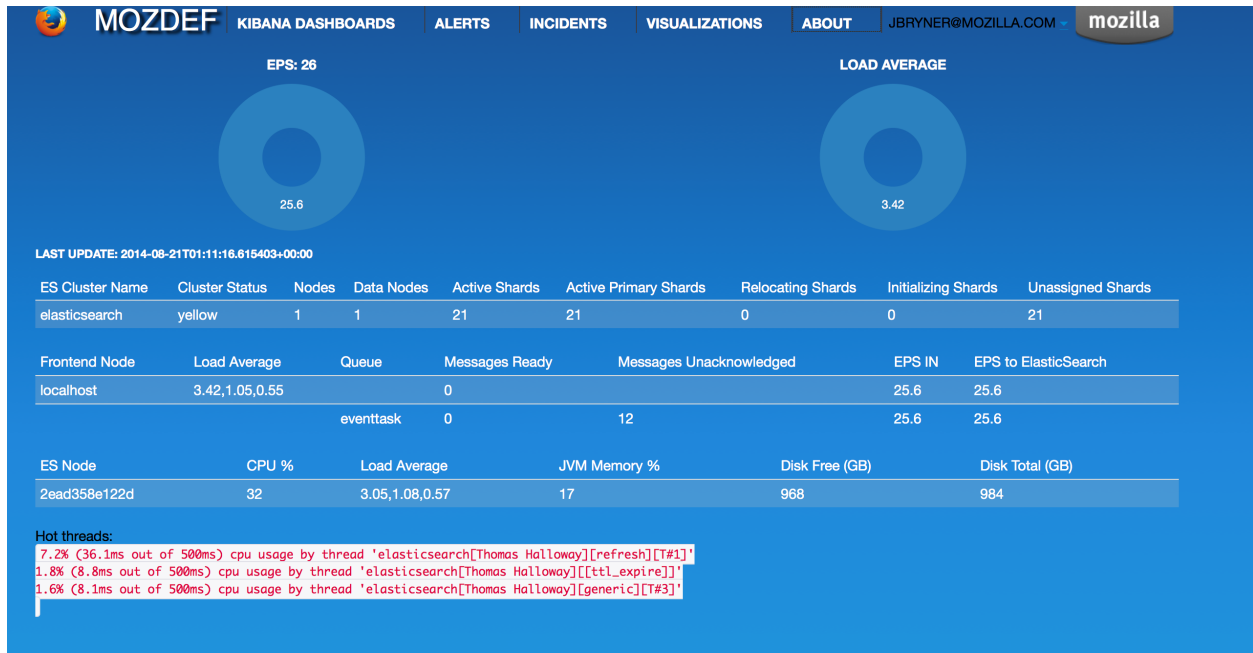 MOZDEF KIBANA DASHBOARDS ALERTS INCIDENTS VISUALIZATIONS ABOUT JBRYNER@MOZILLA.COM mozilla
EPS: 26 LOAD AVERAGE
25.6 3.42
LAST UPDATE: 2014-08-21T01:11:16.615403+00:00
ES Cluster Name Cluster Status Nodes Data Nodes Active Shards Active Primary Shards Relocating Shards Initializing Shards Unassigned Shards
elasticsearch yellow 1 1 21 21 0 0 21
Frontend Node Load Average Queue Messages Ready Messages Unacknowledged EPS IN EPS to ElasticSearch
localhost 3.42,1.05,0.55 0 25.6 25.6
eventtask 0 12 25.6 25.6
ES Node CPU % Load Average JVM Memory % Disk Free (GB) Disk Total (GB)
2ead358e122d 32 3.05,1.08,0.57 17 968 984
Hot threads:
7.2% (36.1ms out of 500ms) cpu usage by thread 'elasticsearch[Thomas Halloway][refresh][T#1]'
1.8% (8.8ms out of 500ms) cpu usage by thread 'elasticsearch[Thomas Halloway][[ttl_expire]]'
1.6% (8.1ms out of 500ms) cpu usage by thread 'elasticsearch[Thomas Halloway][generic][T#3]'